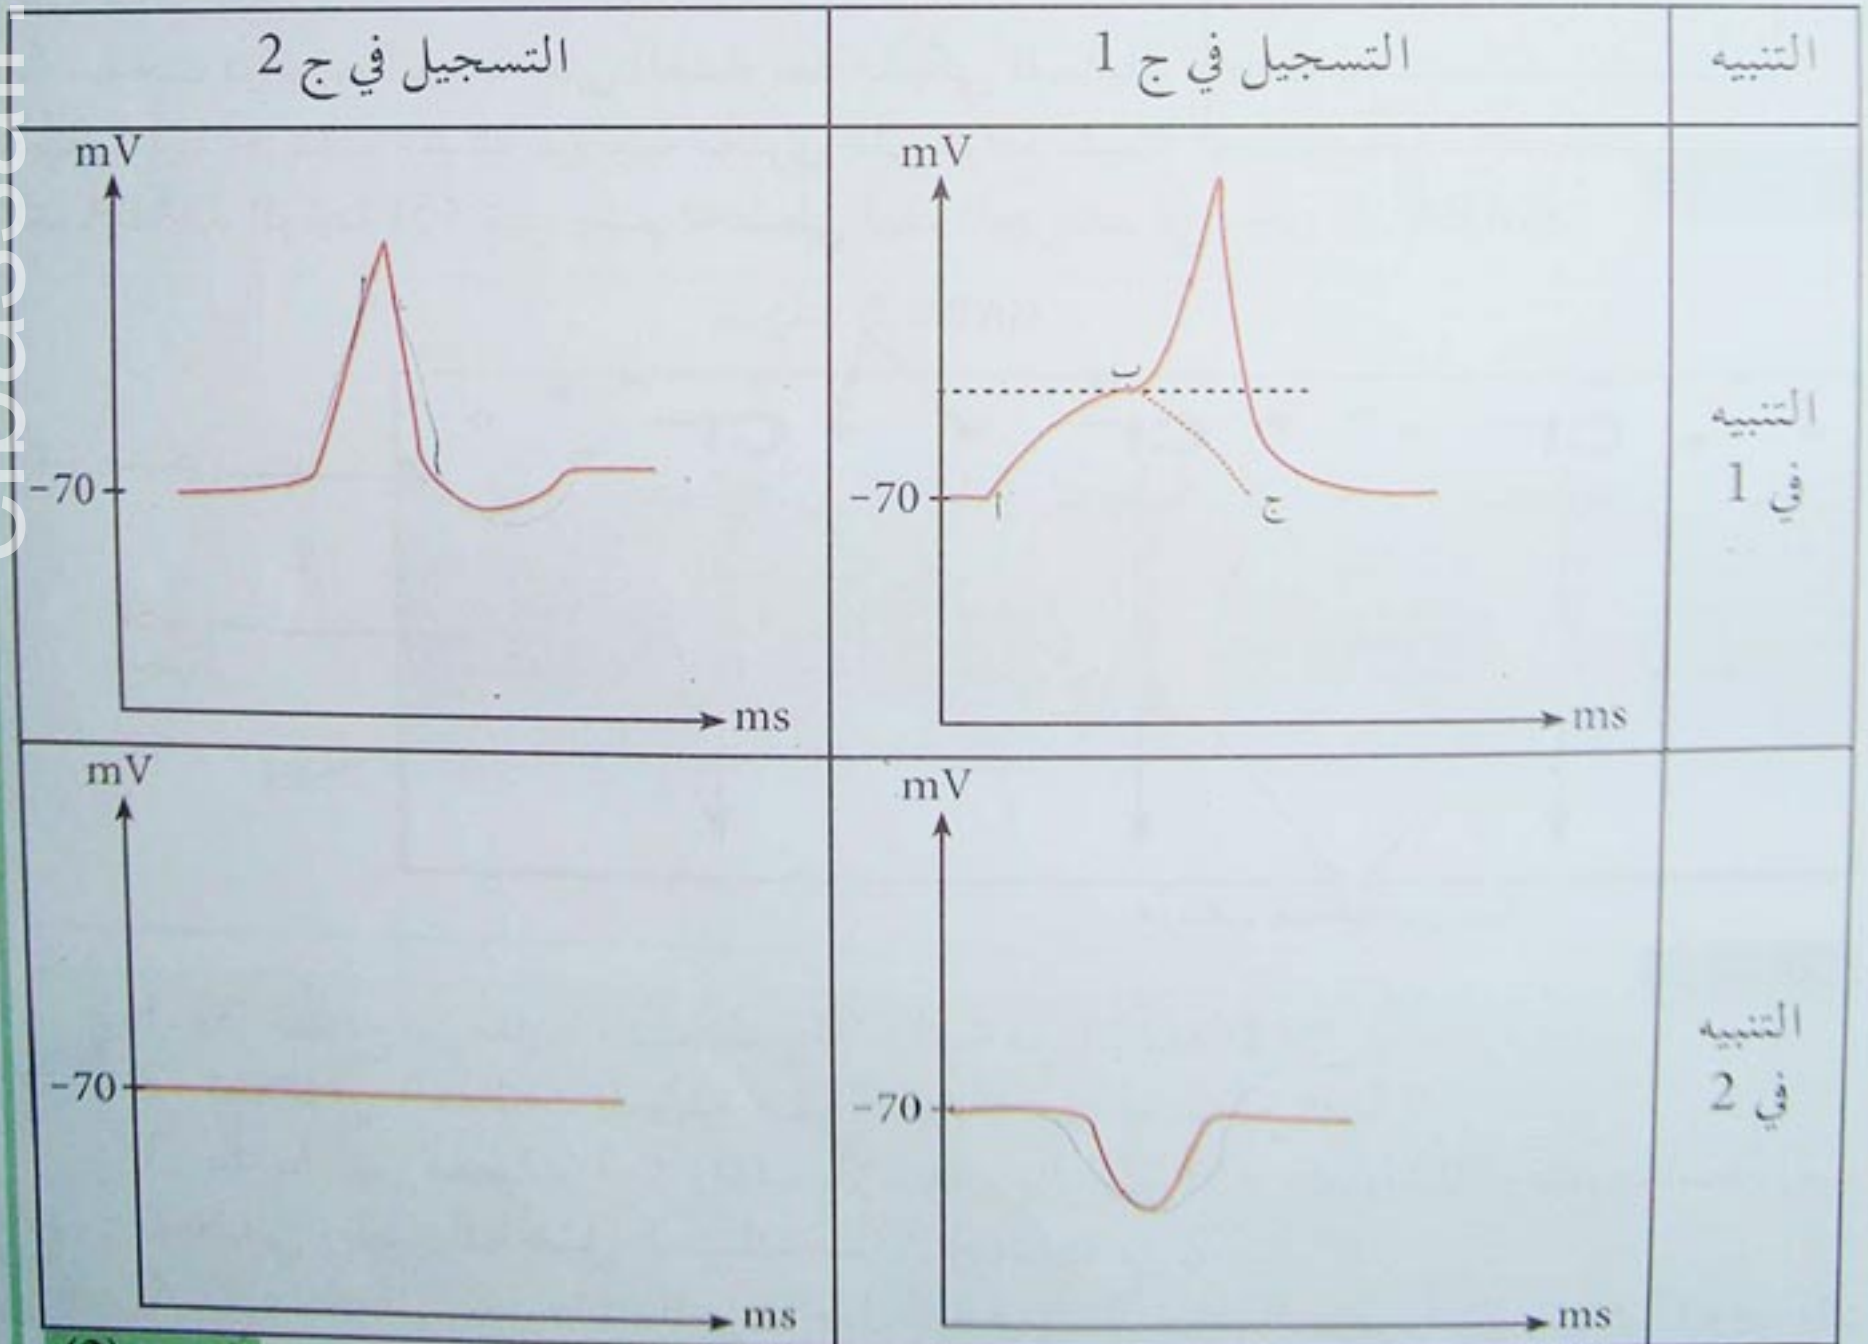 التنبيه
التسجيل في ج 1
التسجيل في ج 2
التنبيه
في 1
mV
-70
أ
ب
ج
ms
mV
-70
ms
التنبيه
في 2
mV
-70
ms
mV
-70
ms